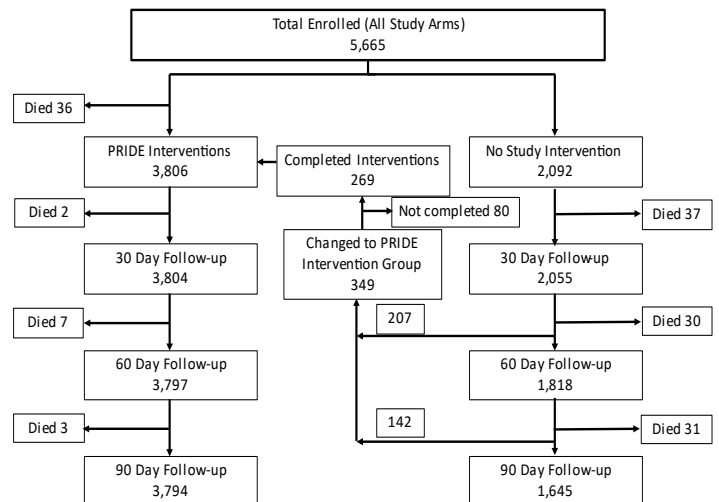 Total Enrolled (All Study Arms)
5,665
Died 36
PRIDE Interventions
3,806
Completed Interventions
269
No Study Intervention
2,092
Died 2
Not completed 80
Died 37
30 Day Follow-up
3,804
Changed to PRIDE
Intervention Group
349
30 Day Follow-up
2,055
Died 7
207
Died 30
60 Day Follow-up
3,797
60 Day Follow-up
1,818
Died 3
142
Died 31
90 Day Follow-up
3,794
90 Day Follow-up
1,645